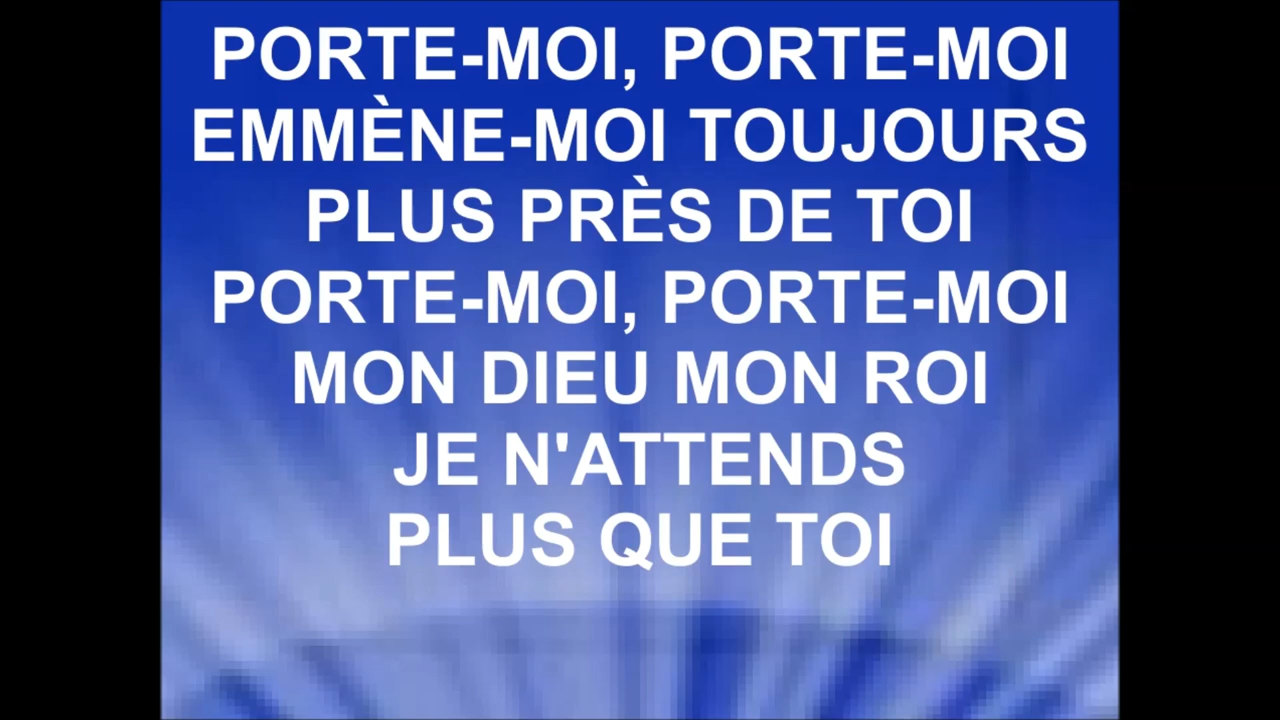 PORTE-MOI, PORTE-MOI
EMMÈNE-MOI TOUJOURS
PLUS PRÈS DE TOI
PORTE-MOI, PORTE-MOI
MON DIEU MON ROI
JE N'ATTENDS
PLUS QUE TOI